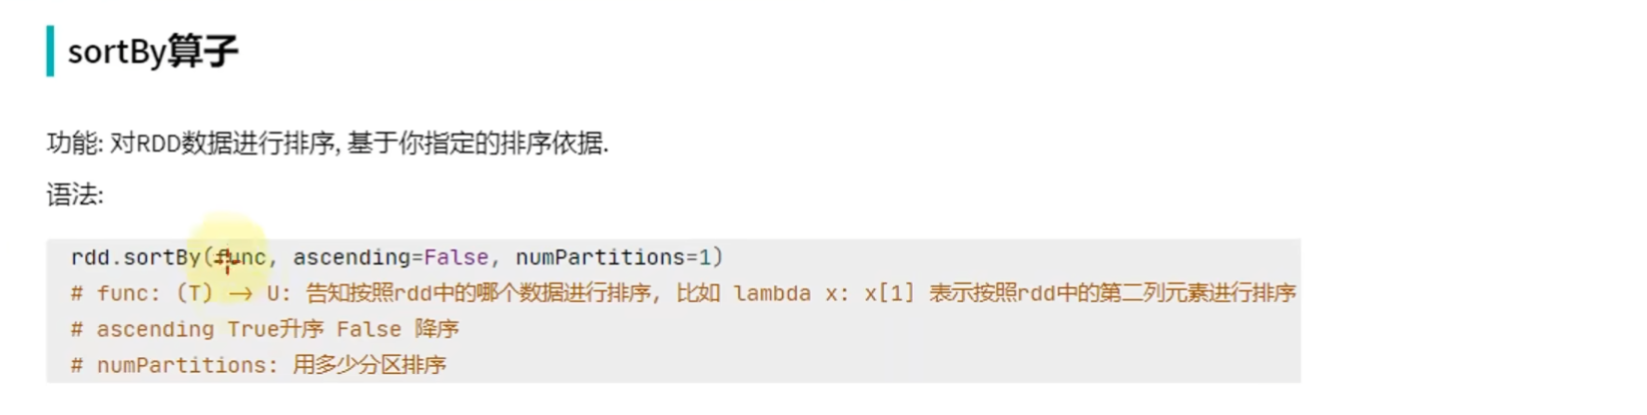 sortBy算子
功能: 对RDD数据进行排序, 基于你指定的排序依据.
语法:
rdd.sortBy(func, ascending=False, numPartitions=1)
# func: (T) → U: 告知按照rdd中的哪个数据进行排序, 比如 lambda x: x[1] 表示按照rdd中的第二列元素进行排序
# ascending True升序 False 降序
# numPartitions: 用多少分区排序